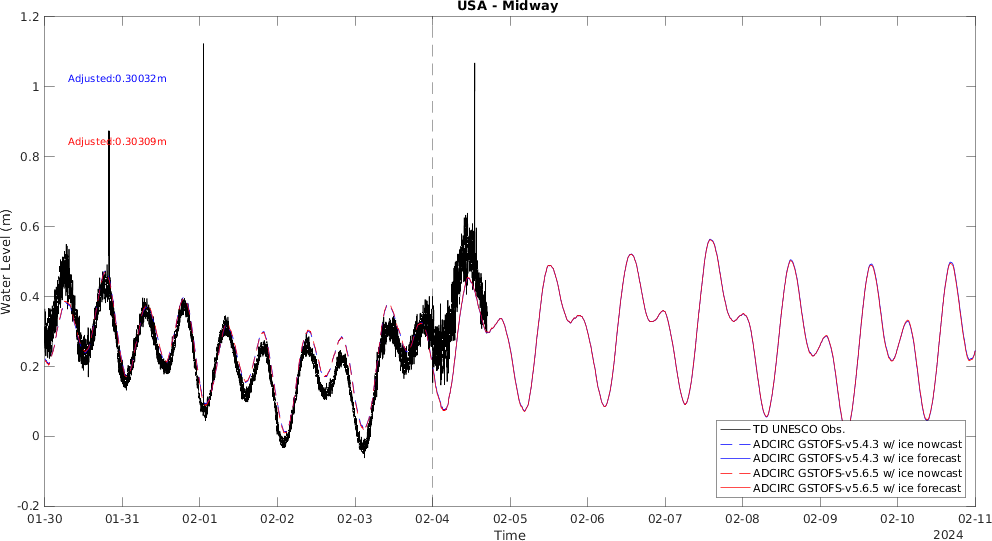 USA - Midway
1.2
1
0.8
0.6
0.4
0.2
0
-0.2
Water Level (m)
Adjusted:0.30032m
Adjusted:0.30309m
TD UNESCO Obs.
ADCIRC GSTOFS-v5.4.3 w/ ice nowcast
ADCIRC GSTOFS-v5.4.3 w/ ice forecast
ADCIRC GSTOFS-v5.6.5 w/ ice nowcast
ADCIRC GSTOFS-v5.6.5 w/ ice forecast
01-30 01-31 02-01 02-02 02-03 02-04 02-05 02-06 02-07 02-08 02-09 02-10 02-11
Time
2024